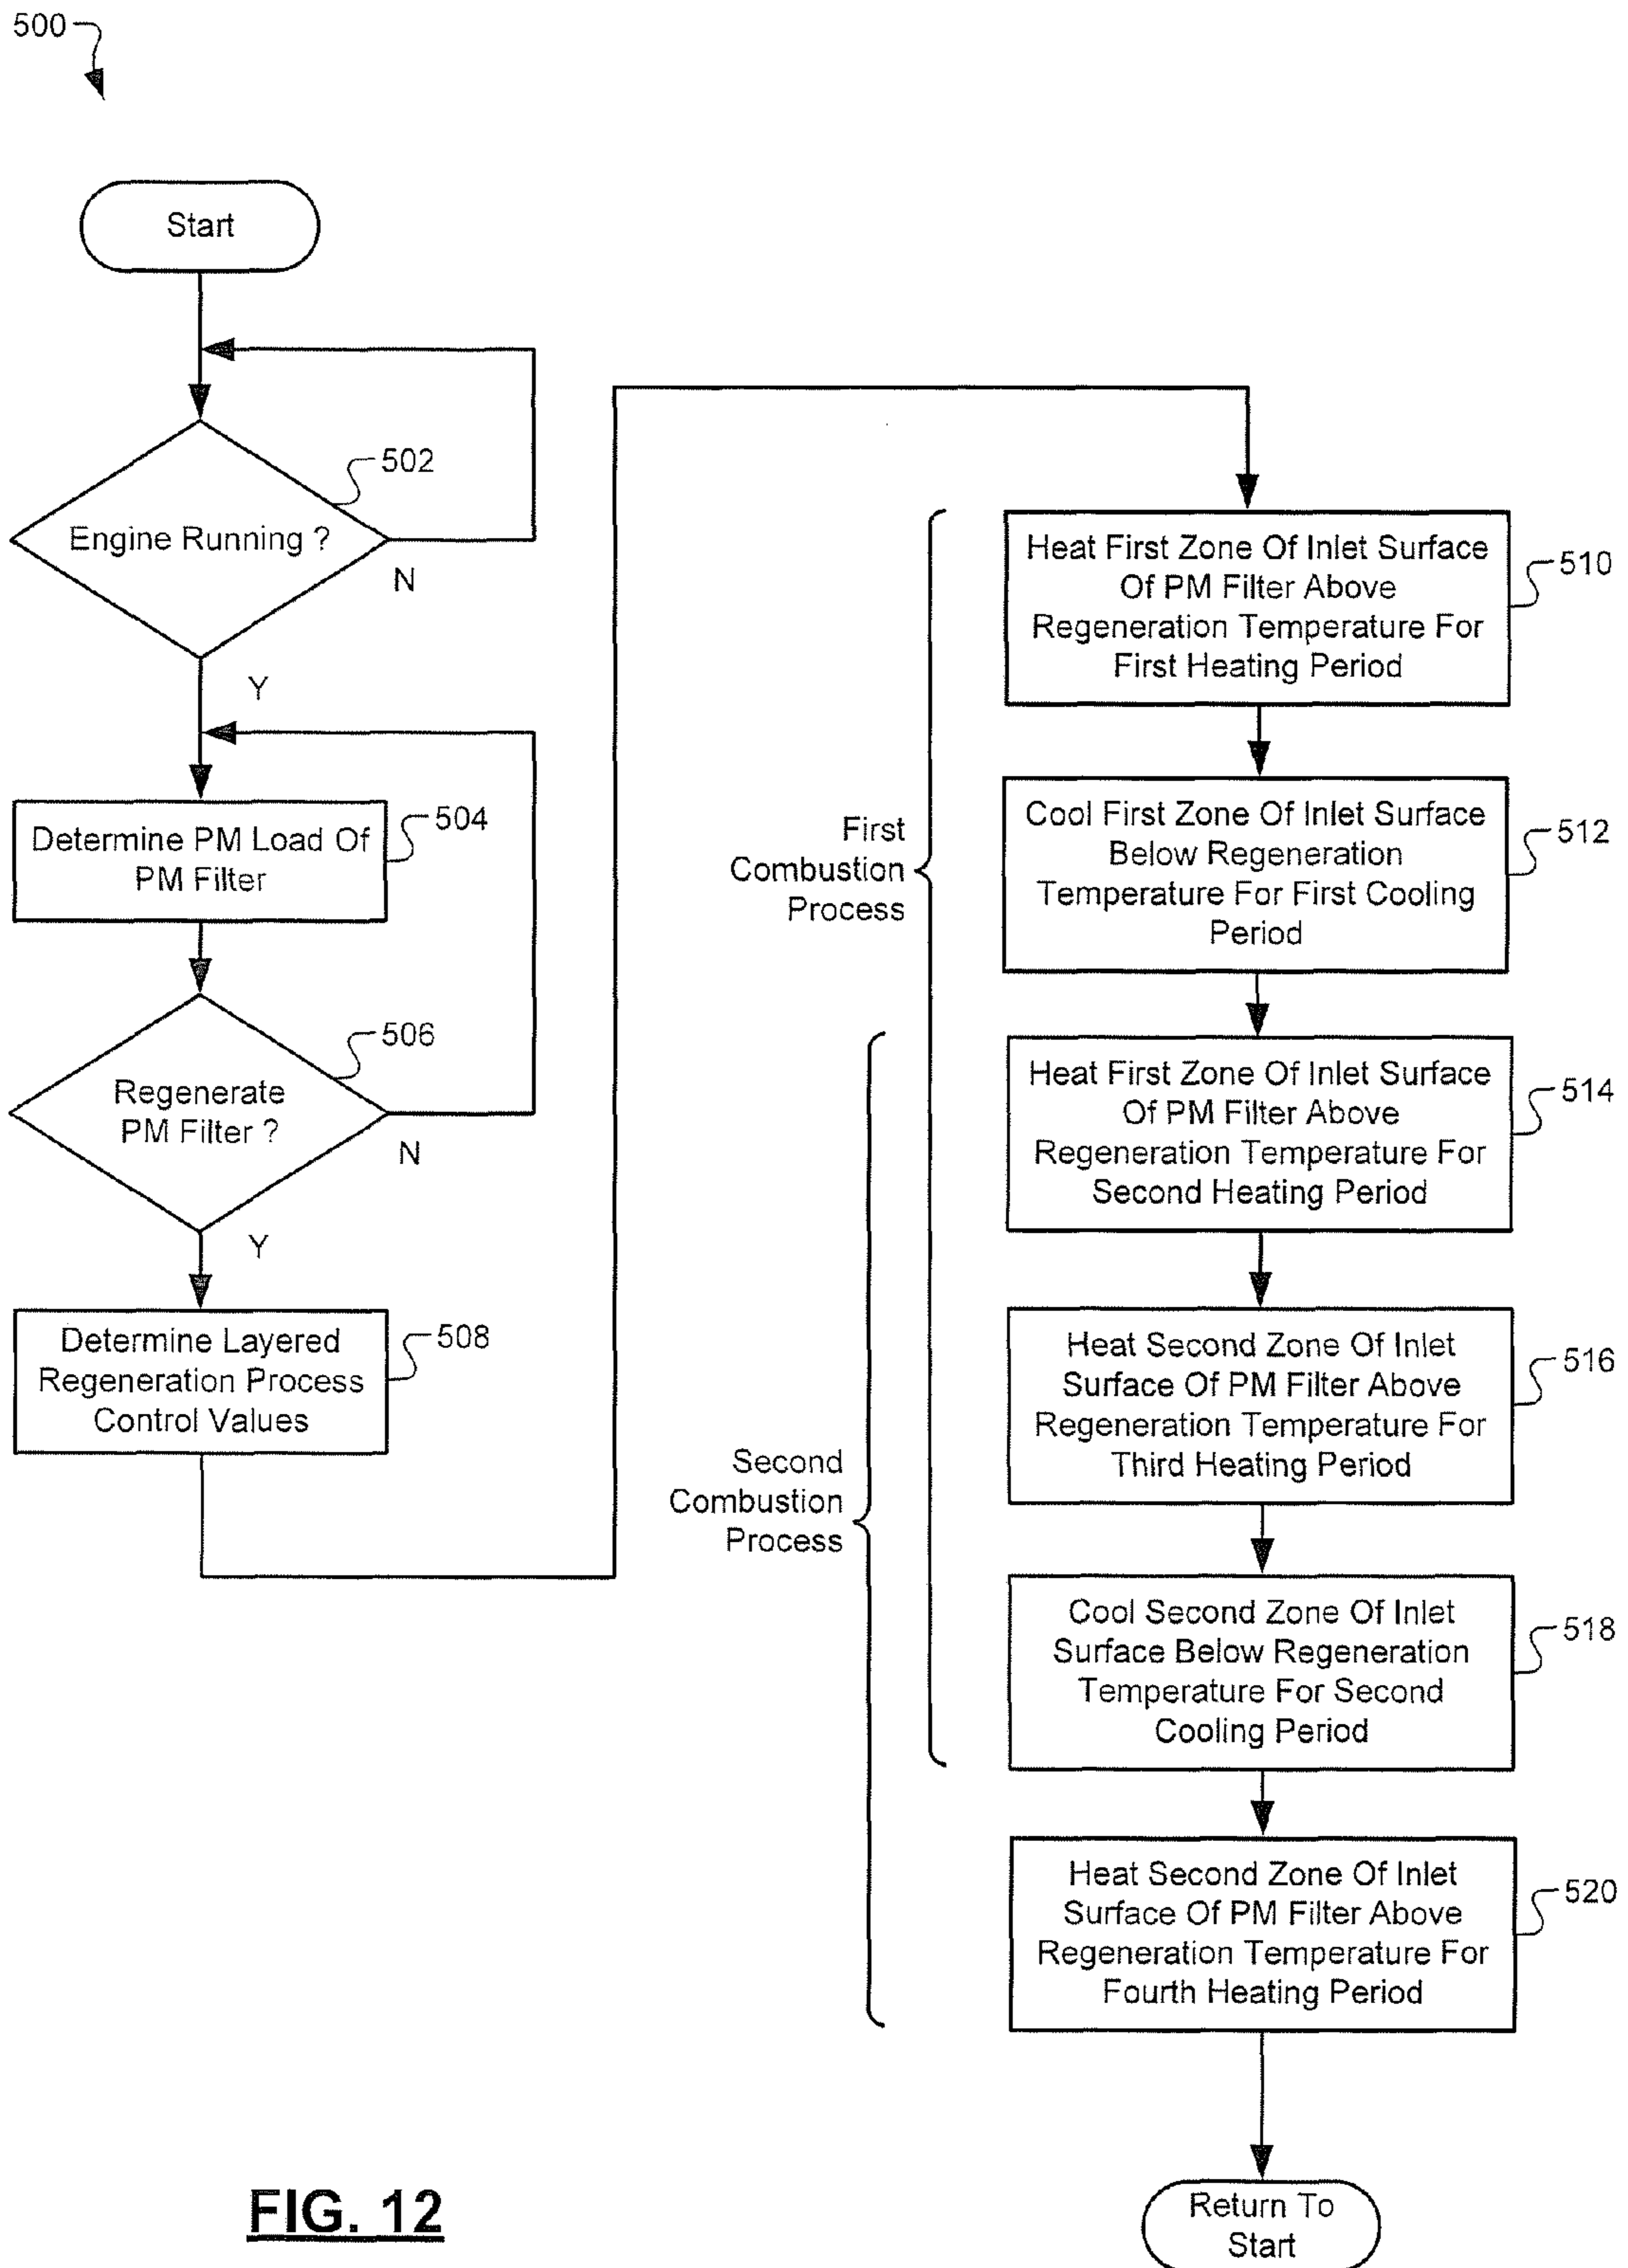 500
Start
502
Engine Running ?
N
Y
504
Determine PM Load Of
PM Filter
506
Regenerate
PM Filter ?
N
Y
508
Determine Layered
Regeneration Process
Control Values
First
Combustion
Process
Second
Combustion
Process
510
Heat First Zone Of Inlet Surface
Of PM Filter Above
Regeneration Temperature For
First Heating Period
512
Cool First Zone Of Inlet Surface
Below Regeneration
Temperature For First Cooling
Period
514
Heat First Zone Of Inlet Surface
Of PM Filter Above
Regeneration Temperature For
Second Heating Period
516
Heat Second Zone Of Inlet
Surface Of PM Filter Above
Regeneration Temperature For
Third Heating Period
518
Cool Second Zone Of Inlet
Surface Below Regeneration
Temperature For Second
Cooling Period
520
Heat Second Zone Of Inlet
Surface Of PM Filter Above
Regeneration Temperature For
Fourth Heating Period
Return To
Start
FIG. 12